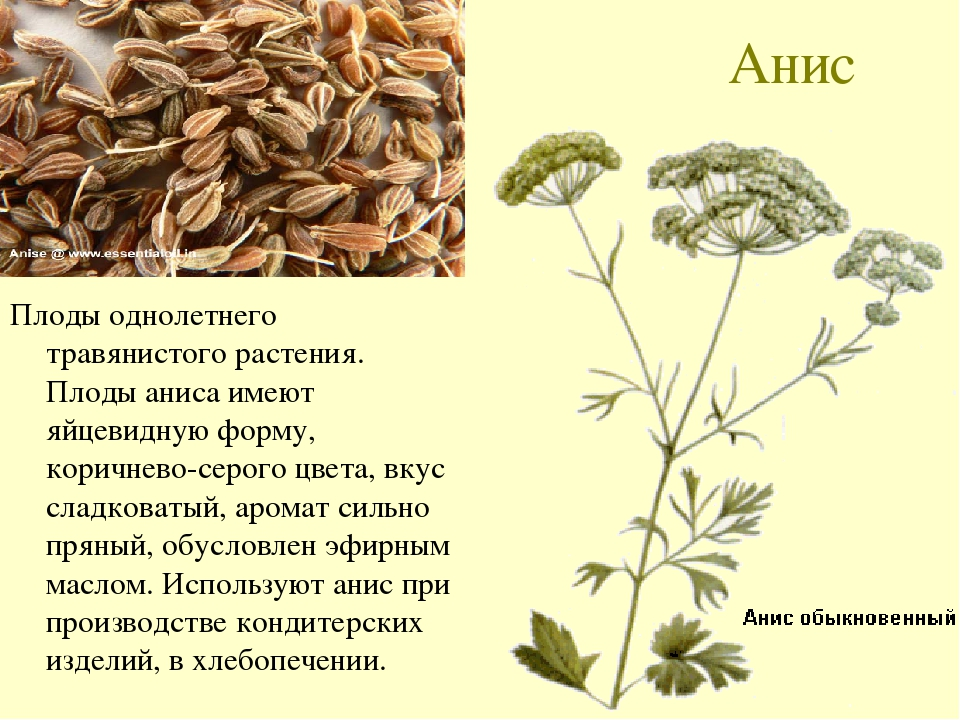 Анис
Anise @ www.essentialoil.in
Плоды однолетнего
травянистого растения.
Плоды аниса имеют
яйцевидную форму,
коричнево-серого цвета, вкус
сладковатый, аромат сильно
пряный, обусловлен эфирным
маслом. Используют анис при
производстве кондитерских
изделий, в хлебопечении.
Анис обыкновенный